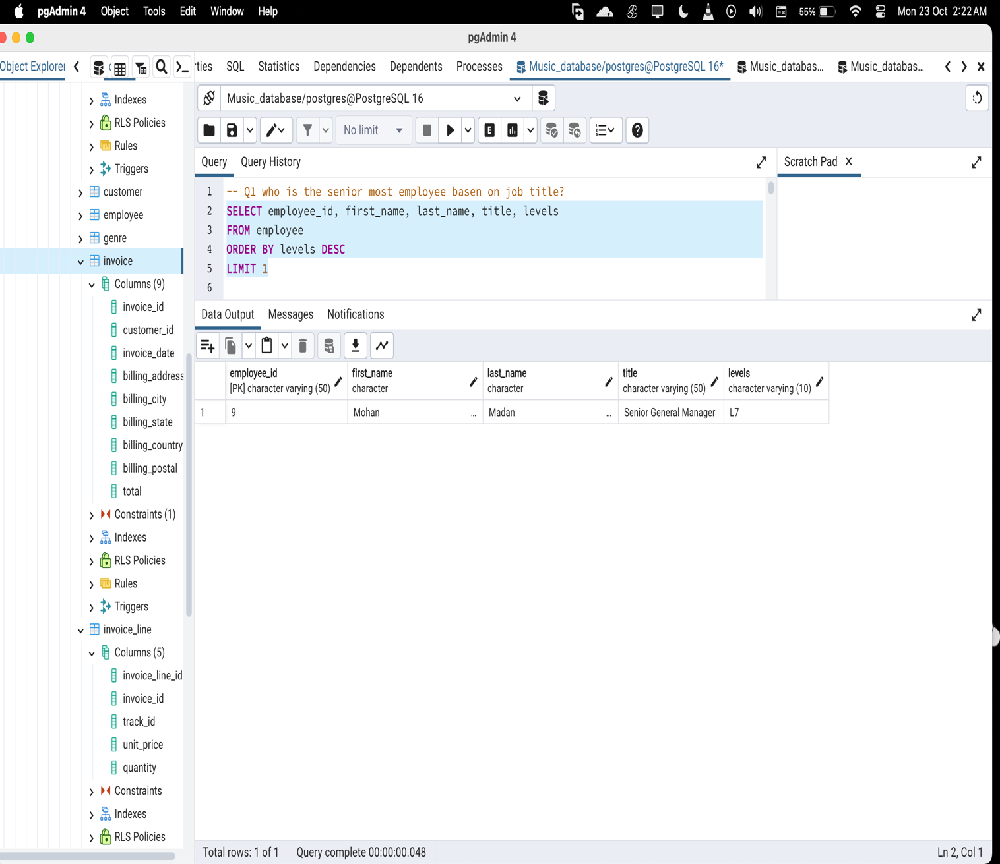 pgAdmin 4 Object Tools Edit Window Help 55% Mon 23 Oct 2:22 AM
pgAdmin 4
Object Explorer
rties SQL Statistics Dependencies Dependents Processes Music_database/postgres@PostgreSQL 16* Music_databas... Music_databas...
Music_database/postgres@PostgreSQL 16
No limit
E
Query Query History
Scratch Pad
1 -- Q1 who is the senior most employee basen on job title?
2 SELECT employee_id, first_name, last_name, title, levels
3 FROM employee
4 ORDER BY levels DESC
5 LIMIT 1
6
Data Output Messages Notifications
employee_id first_name last_name title levels
[PK] character varying (50) character character character varying (50) character varying (10)
1 9 Mohan ... Madan ... Senior General Manager L7
Indexes
RLS Policies
Rules
Triggers
customer
employee
genre
invoice
Columns (9)
invoice_id
customer_id
invoice_date
billing_address
billing_city
billing_state
billing_country
billing_postal
total
Constraints (1)
Indexes
RLS Policies
Rules
Triggers
invoice_line
Columns (5)
invoice_line_id
invoice_id
track_id
unit_price
quantity
Constraints
Indexes
RLS Policies
Total rows: 1 of 1 Query complete 00:00:00.048 Ln 2, Col 1